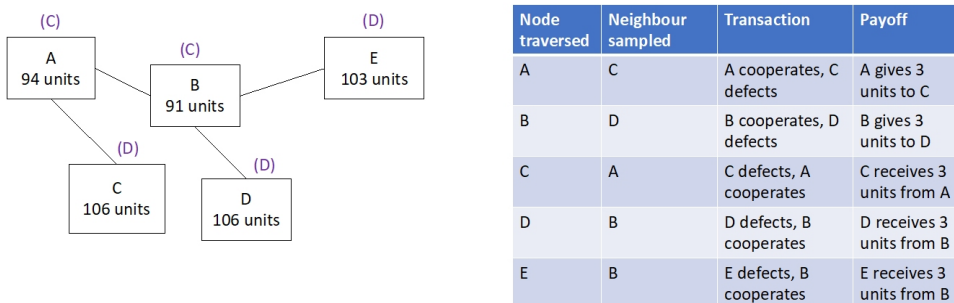 (C)
A
94 units
(C)
B
91 units
(D)
E
103 units
(D)
C
106 units
(D)
D
106 units
Node traversed | Neighbour sampled | Transaction | Payoff
A | C | A cooperates, C defects | A gives 3 units to C
B | D | B cooperates, D defects | B gives 3 units to D
C | A | C defects, A cooperates | C receives 3 units from A
D | B | D defects, B cooperates | D receives 3 units from B
E | B | E defects, B cooperates | E receives 3 units from B